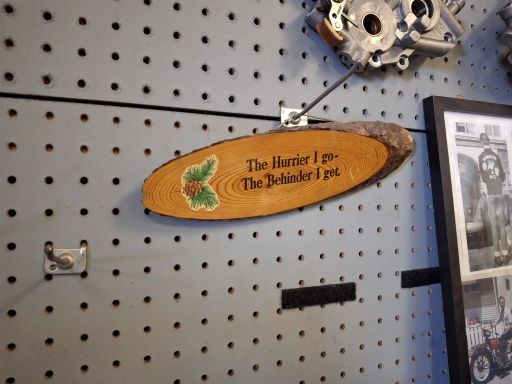 The Hurrier I go-
The Behinder I get.